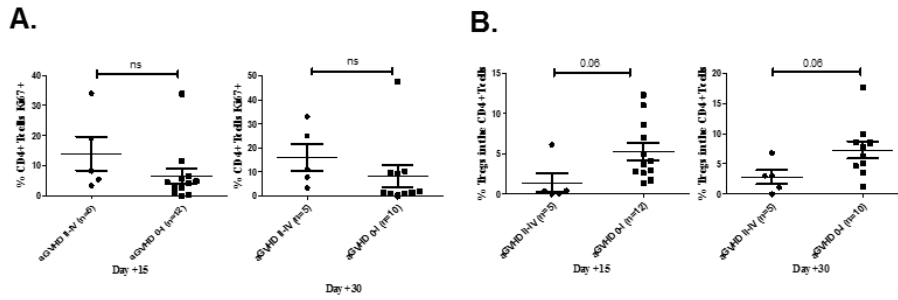 A.
B.
ns
% CD4+ Tcells Ki67+
40
30
20
10
0
aGVHD II-IV
aGVHD 0-I (n=12)
Day +15
ns
% CD4+ Tcells Ki67+
50
40
30
20
10
0
aGVHD II-IV (n=5)
aGVHD 0-I (n=10)
Day +30
0.06
% Tregs in the CD4+ Tcells
15
10
5
0
aGVHD II-IV (n=5)
aGVHD 0-I (n=12)
Day +15
0.06
% Tregs in the CD4+ Tcells
20
15
10
5
0
aGVHD II-IV (n=5)
aGVHD 0-I (n=10)
Day +30